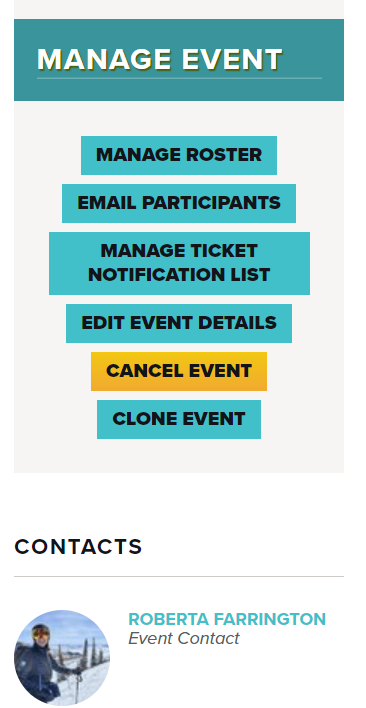 MANAGE EVENT
MANAGE ROSTER
EMAIL PARTICIPANTS
MANAGE TICKET
NOTIFICATION LIST
EDIT EVENT DETAILS
CANCEL EVENT
CLONE EVENT
CONTACTS
ROBERTA FARRINGTON
Event Contact